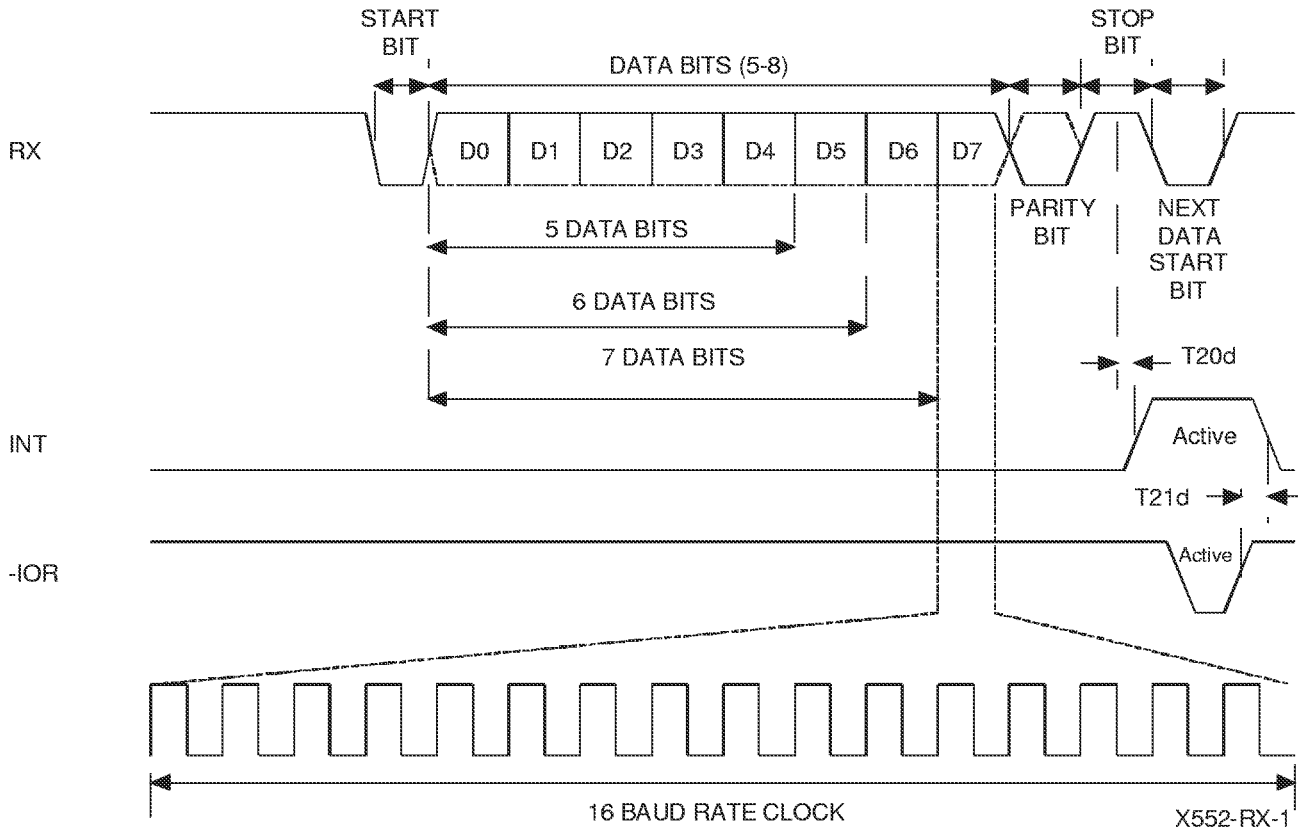 START
BIT
STOP
BIT
DATA BITS (5-8)
RX
D0 D1 D2 D3 D4 D5 D6 D7
PARITY
BIT
NEXT
DATA
START
BIT
5 DATA BITS
6 DATA BITS
7 DATA BITS
T20d
INT
Active
T21d
-IOR
Active
16 BAUD RATE CLOCK
X552-RX-1